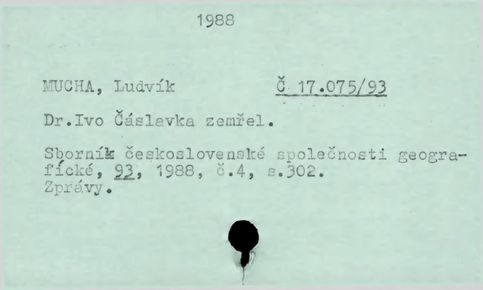 1988
MUCHA, Ludvík Č 17.075/93
Dr.Ivo Čáslavka zemřel.
Sborník československé společnosti geogra-
fické, 93, 1988, č.4, s.302.
Zprávy.